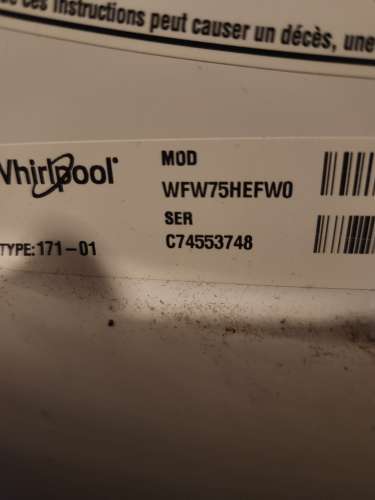 ces instructions peut causer un décès, une
Whirlpool
MOD
WFW75HEFW0
SER
C74553748
TYPE:171-01